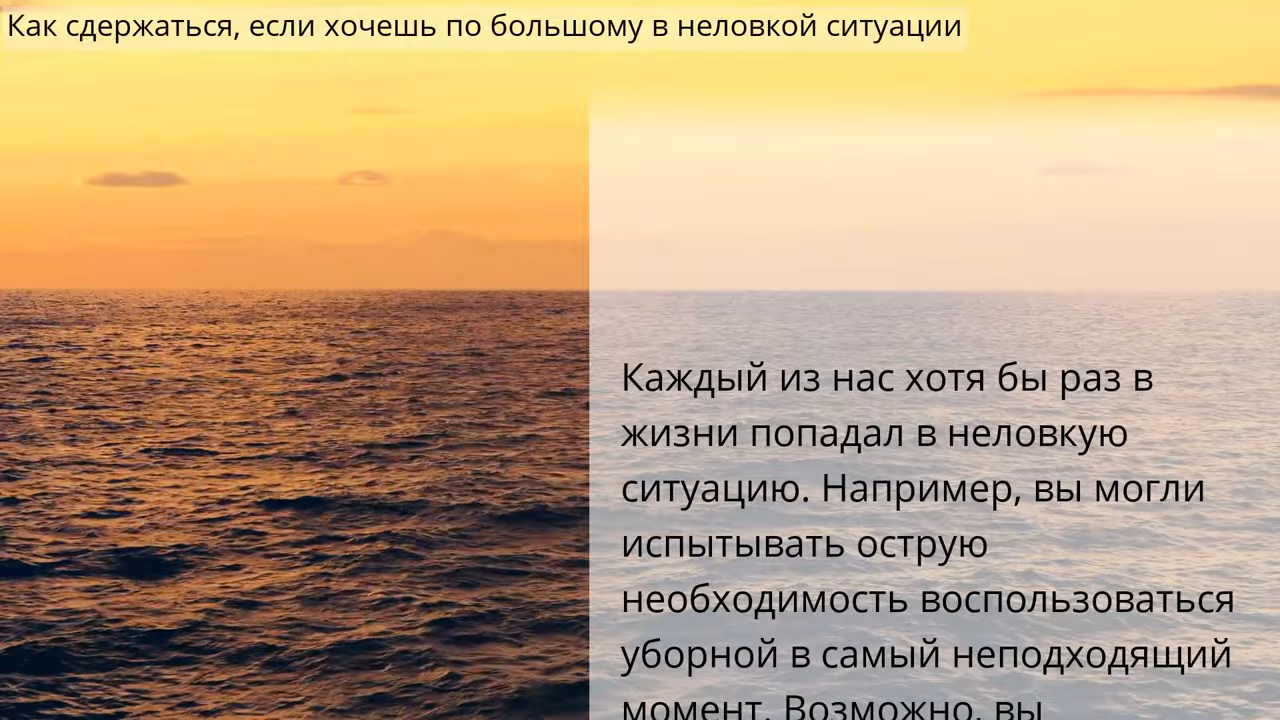 Как сдержаться, если хочешь по большому в неловкой ситуации
Каждый из нас хотя бы раз в
жизни попадал в неловкую
ситуацию. Например, вы могли
испытывать острую
необходимость воспользоваться
уборной в самый неподходящий
момент. Возможно, вы